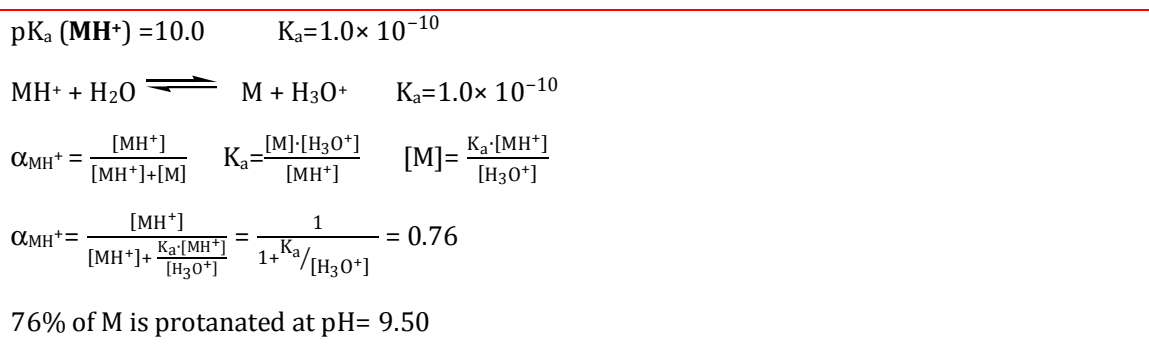 pKₐ (MH⁺) =10.0 Kₐ=1.0× 10⁻¹⁰
MH⁺ + H₂O ⇌ M + H₃O⁺ Kₐ=1.0× 10⁻¹⁰
α_MH⁺ = [MH⁺]/([MH⁺]+[M]) Kₐ=[M]·[H₃O⁺]/[MH⁺] [M]= Kₐ·[MH⁺]/[H₃O⁺]
α_MH⁺= [MH⁺]/([MH⁺]+ Kₐ·[MH⁺]/[H₃O⁺]) = 1/(1+Kₐ/[H₃O⁺]) = 0.76
76% of M is protanated at pH= 9.50